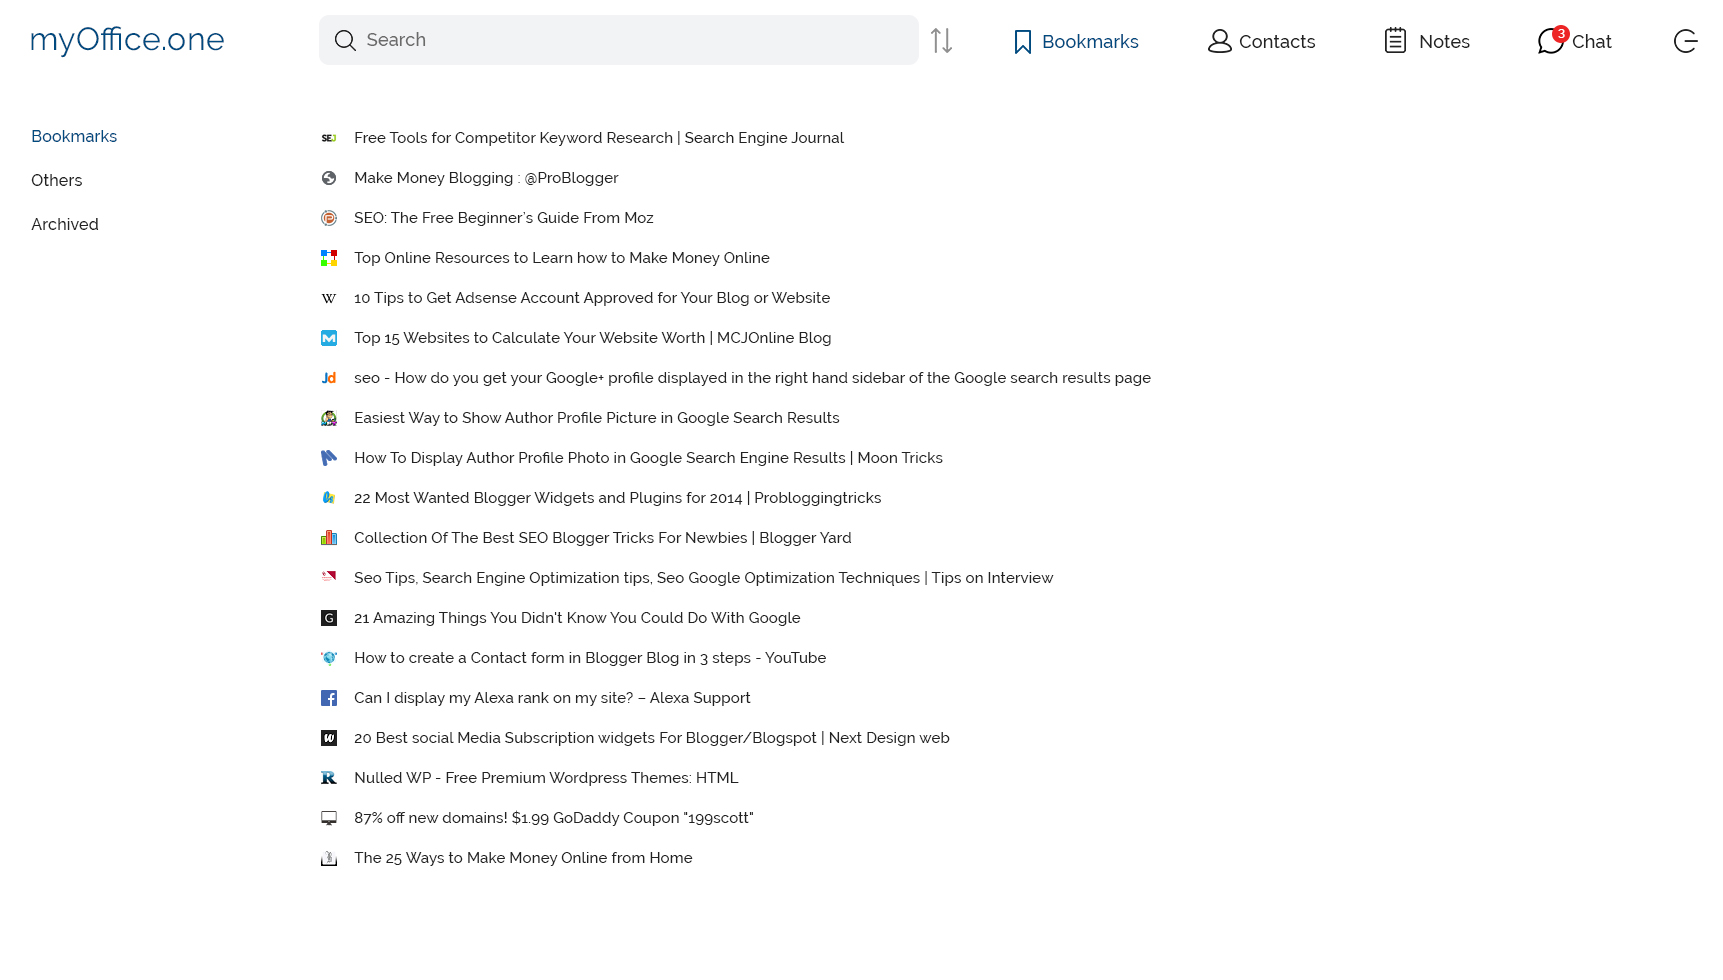 myOffice.one
Search
Bookmarks
Contacts
Notes
3
Chat
Bookmarks
Others
Archived
SEJ
Free Tools for Competitor Keyword Research | Search Engine Journal
Make Money Blogging : @ProBlogger
SEO: The Free Beginner's Guide From Moz
Top Online Resources to Learn how to Make Money Online
W
10 Tips to Get Adsense Account Approved for Your Blog or Website
M
Top 15 Websites to Calculate Your Website Worth | MCJOnline Blog
Jd
seo - How do you get your Google+ profile displayed in the right hand sidebar of the Google search results page
Easiest Way to Show Author Profile Picture in Google Search Results
How To Display Author Profile Photo in Google Search Engine Results | Moon Tricks
22 Most Wanted Blogger Widgets and Plugins for 2014 | Probloggingtricks
Collection Of The Best SEO Blogger Tricks For Newbies | Blogger Yard
Seo Tips, Search Engine Optimization tips, Seo Google Optimization Techniques | Tips on Interview
G
21 Amazing Things You Didn't Know You Could Do With Google
How to create a Contact form in Blogger Blog in 3 steps - YouTube
f
Can I display my Alexa rank on my site? – Alexa Support
W
20 Best social Media Subscription widgets For Blogger/Blogspot | Next Design web
R
Nulled WP - Free Premium Wordpress Themes: HTML
87% off new domains! $1.99 GoDaddy Coupon "199scott"
The 25 Ways to Make Money Online from Home